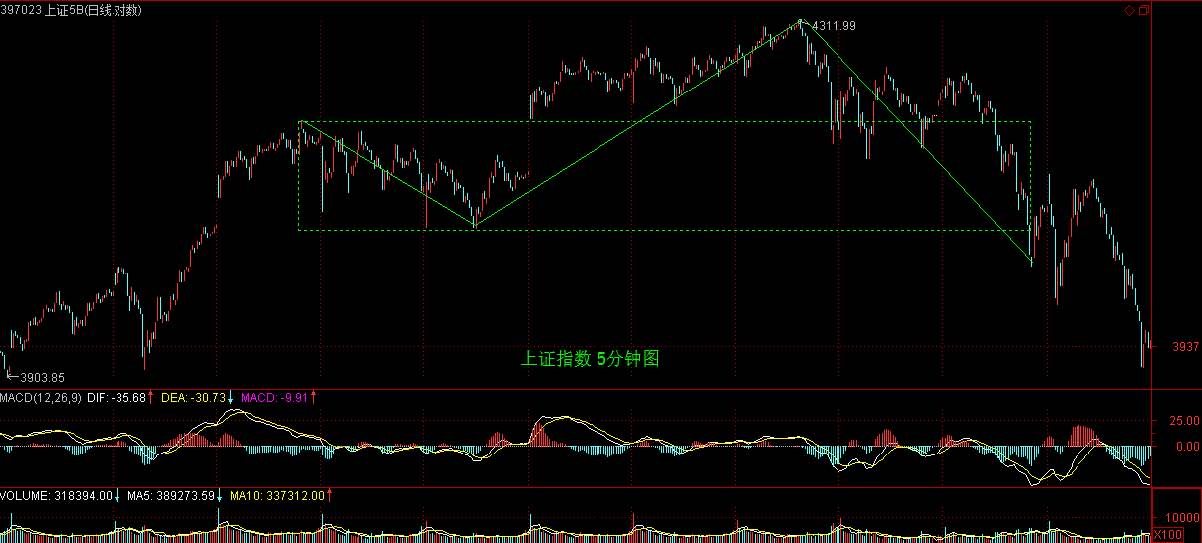 397023 上证5B(日线.对数)
4311.99
上证指数 5分钟图
3937
←3903.85
MACD(12,26,9) DIF: -35.68↑ DEA: -30.73↓ MACD: -9.91↑
25.00
0.00
VOLUME: 318394.00↓ MA5: 389273.59↓ MA10: 337312.00↑
10000
X100